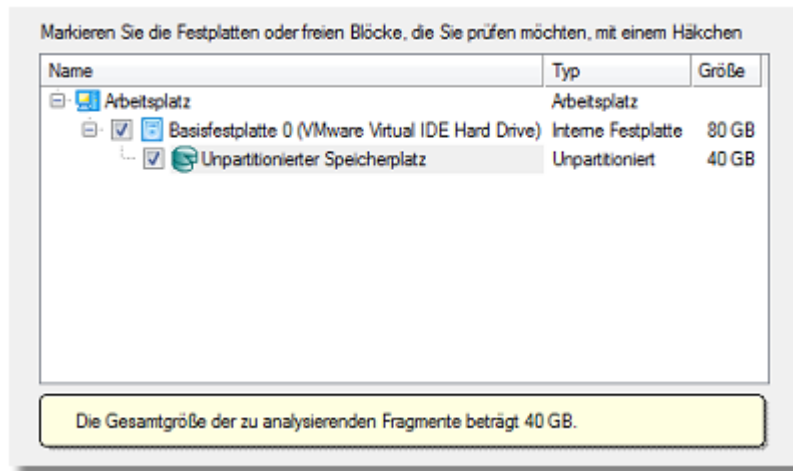 Markieren Sie die Festplatten oder freien Blöcke, die Sie prüfen möchten, mit einem Häkchen
Name Typ Größe
Arbeitsplatz Arbeitsplatz
Basisfestplatte 0 (VMware Virtual IDE Hard Drive) Interne Festplatte 80 GB
Unpartitionierter Speicherplatz Unpartitioniert 40 GB
Die Gesamtgröße der zu analysierenden Fragmente beträgt 40 GB.